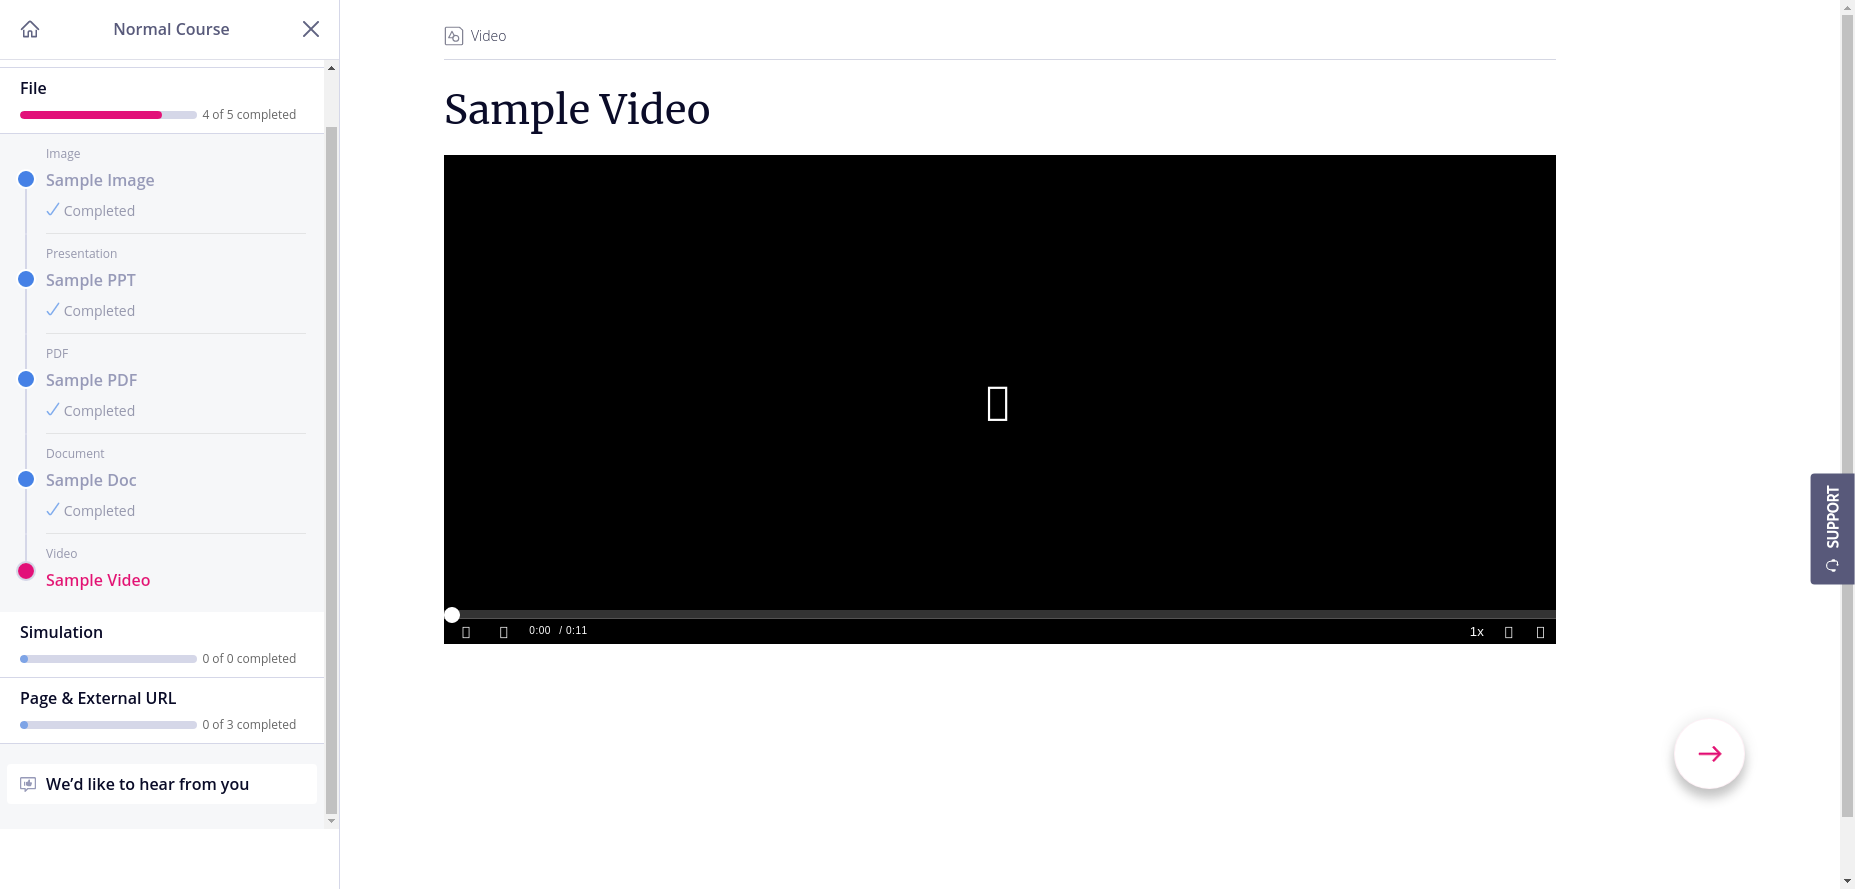 Normal Course
File
4 of 5 completed
Image
Sample Image
Completed
Presentation
Sample PPT
Completed
PDF
Sample PDF
Completed
Document
Sample Doc
Completed
Video
Sample Video
Simulation
0 of 0 completed
Page & External URL
0 of 3 completed
We’d like to hear from you
Video
Sample Video
0:00 / 0:11
1x
SUPPORT